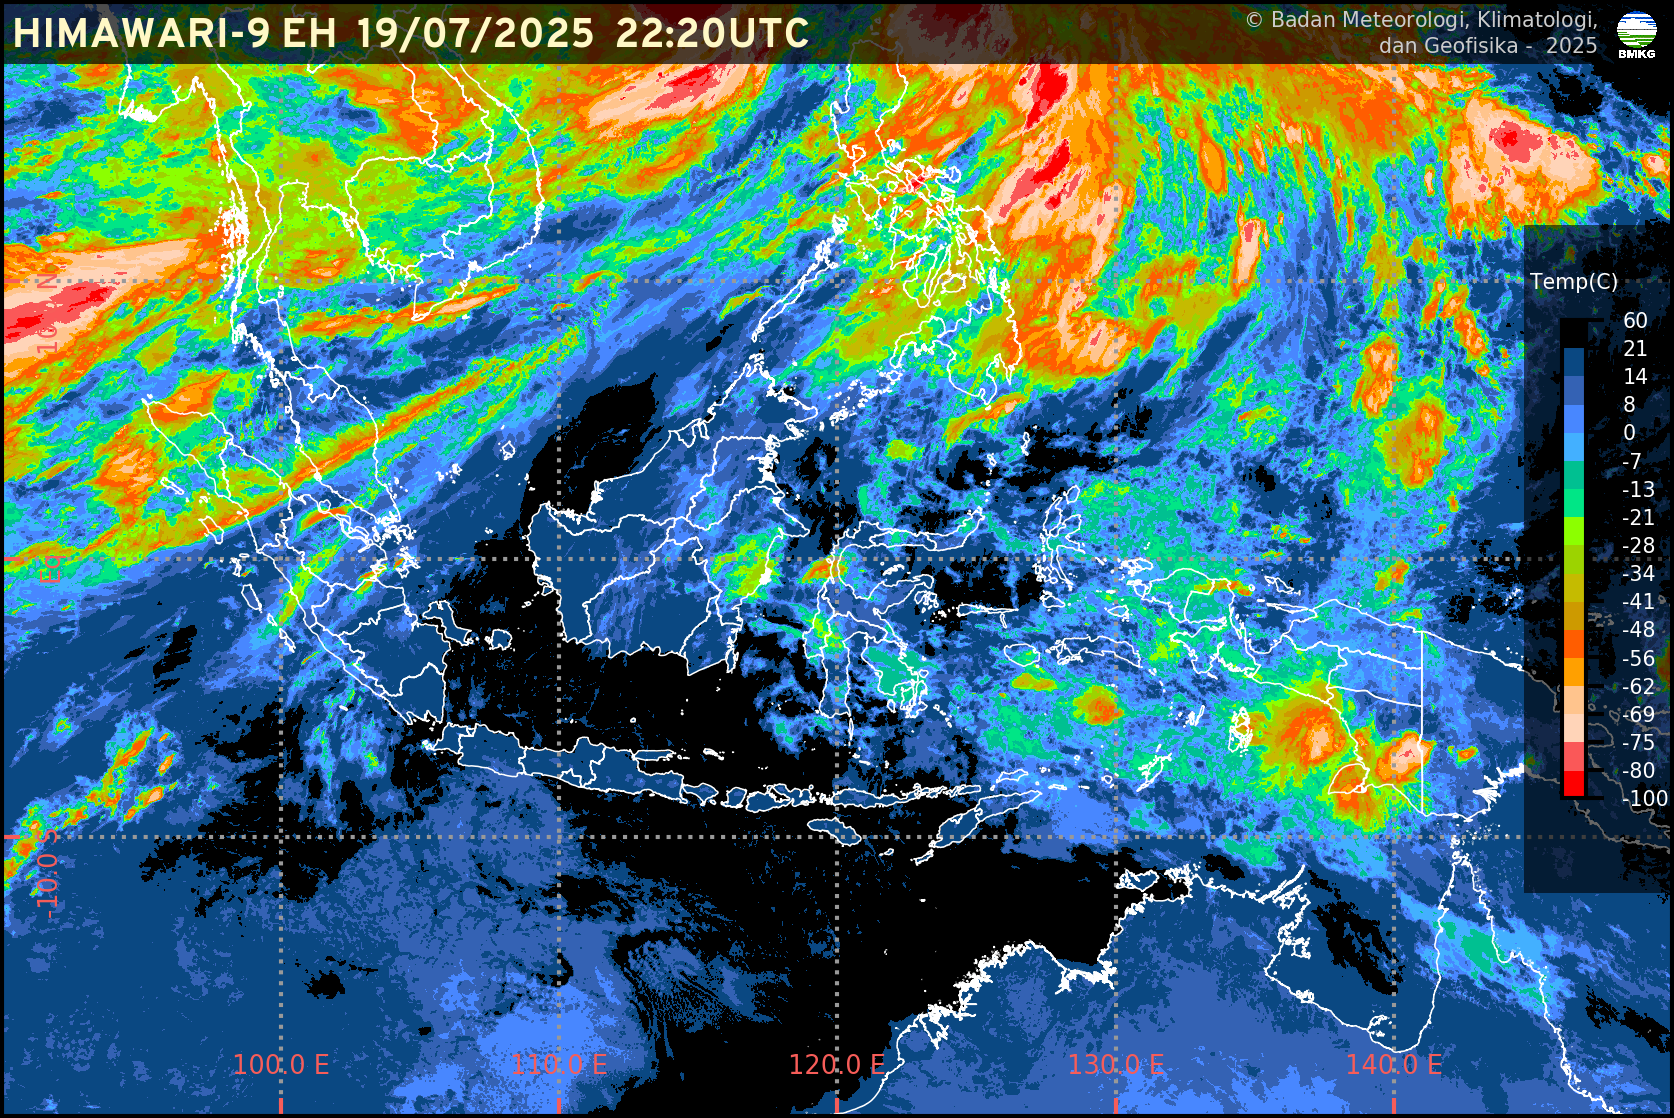 HIMAWARI-9 EH 19/07/2025 22:20UTC
© Badan Meteorologi, Klimatologi,
dan Geofisika - 2025
BMKG
Temp(C)
60
21
14
8
0
-7
-13
-21
-28
-34
-41
-48
-56
-62
-69
-75
-80
-100
10.0 N
EQ
-10.0 S
100.0 E
110.0 E
120.0 E
130.0 E
140.0 E